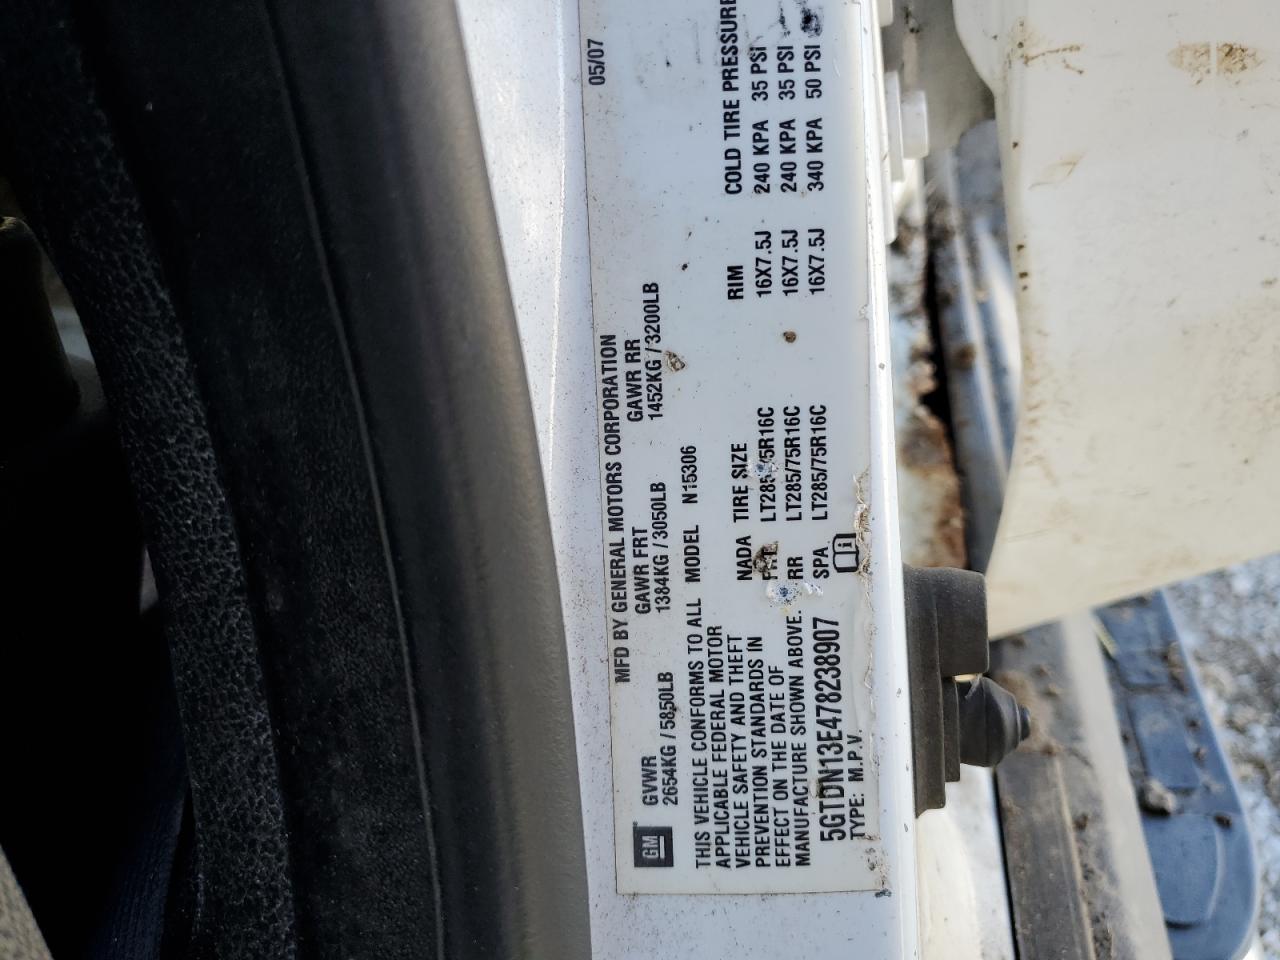 MFD BY GENERAL MOTORS CORPORATION 05/07
GM
GVWR GAWR FRT GAWR RR
2654KG /5850LB 1384KG /3050LB 1452KG /3200LB
THIS VEHICLE CONFORMS TO ALL
APPLICABLE FEDERAL MOTOR
VEHICLE SAFETY AND THEFT
PREVENTION STANDARDS IN
EFFECT ON THE DATE OF
MANUFACTURE SHOWN ABOVE.
5GTDN13E478238907
TYPE: M.P.V.
MODEL N15306
NADA TIRE SIZE RIM COLD TIRE PRESSURE
LT285/75R16C 16X7.5J 240 KPA 35 PSI
RR LT285/75R16C 16X7.5J 240 KPA 35 PSI
SPA LT285/75R16C 16X7.5J 340 KPA 50 PSI